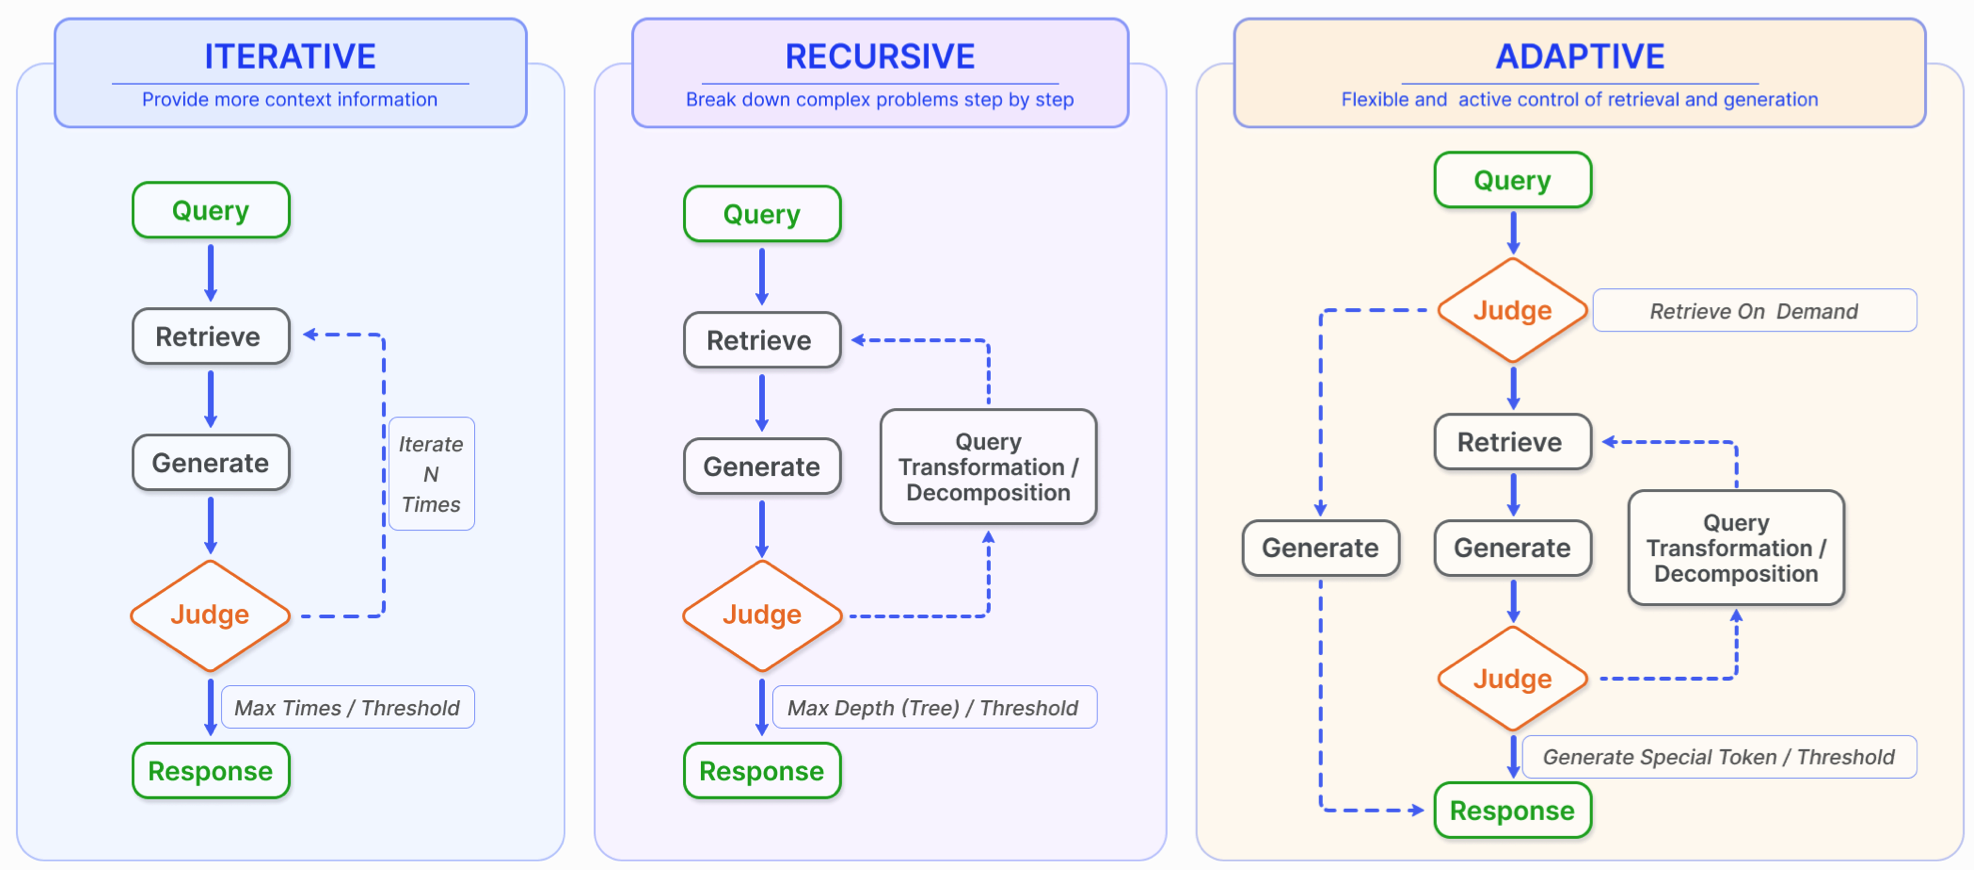 ITERATIVE
Provide more context information
Query
Retrieve
Iterate
N
Times
Generate
Judge
Max Times / Threshold
Response
RECURSIVE
Break down complex problems step by step
Query
Retrieve
Query
Transformation /
Decomposition
Generate
Judge
Max Depth (Tree) / Threshold
Response
ADAPTIVE
Flexible and  active control of retrieval and generation
Query
Judge
Retrieve On  Demand
Retrieve
Generate
Generate
Query
Transformation /
Decomposition
Judge
Generate Special Token / Threshold
Response